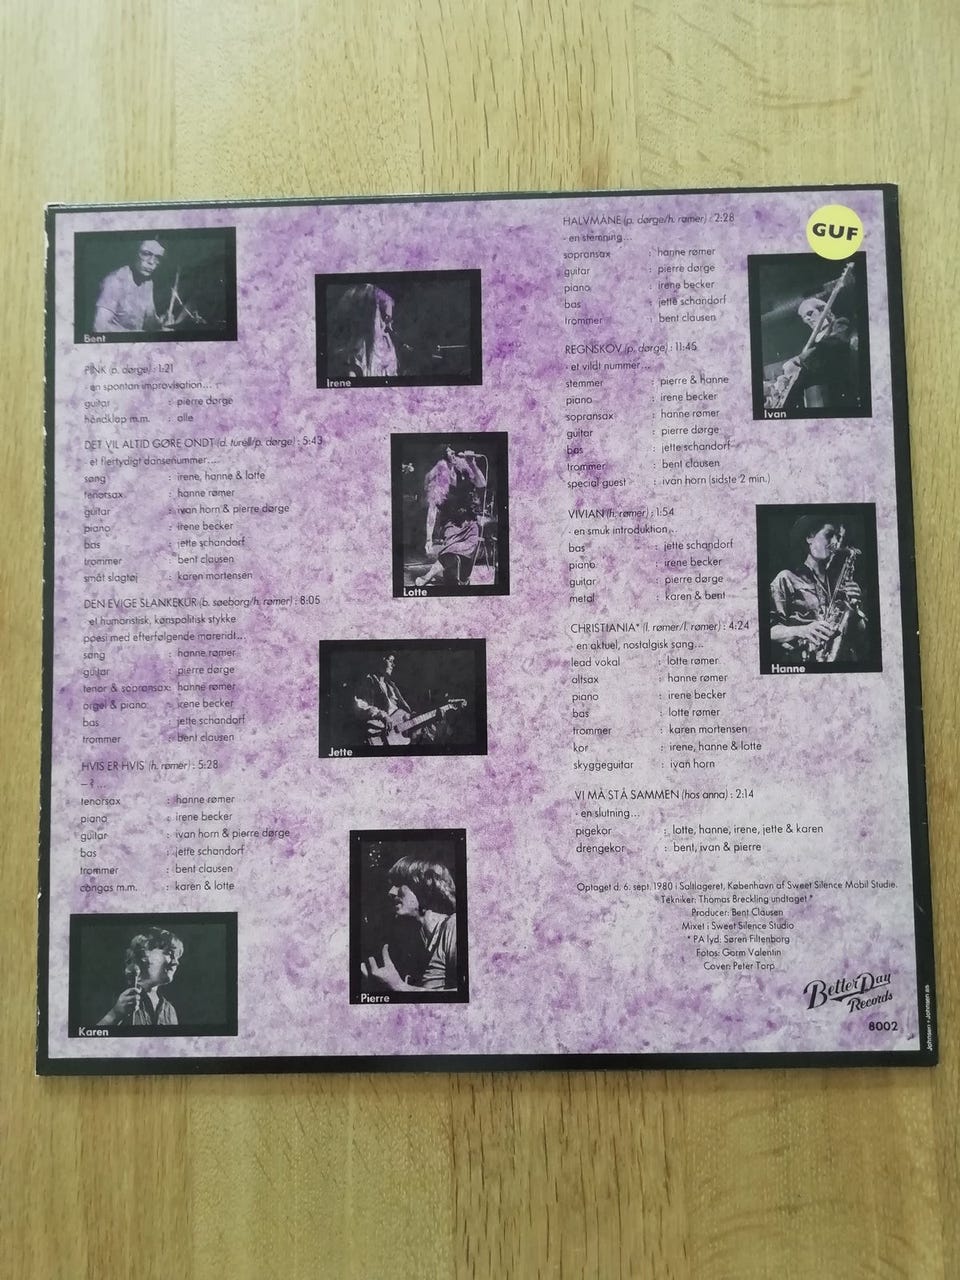 Bent
PINK (p. dørge) : 1:21
- en spontan improvisation...
guitar : pierre dørge
håndklap m.m. : alle
DET VIL ALTID GØRE ONDT (d. turell/p. dørge) : 5:43
- et flertydigt dansenummer...
sang : irene, hanne & lotte
tenorsax : hanne rømer
guitar : ivan horn & pierre dørge
piano : irene becker
bas : jette schandorf
trommer : bent clausen
småt slagtøj : karen mortensen
DEN EVIGE SLANKEKUR (b. søeborg/h. rømer) : 8:05
- et humanistisk, kønspolitisk stykke
poesi med efterfølgende mareridt...
sang : hanne rømer
guitar : pierre dørge
tenor & sopransax : hanne rømer
orgel & piano : irene becker
bas : jette schandorf
trommer : bent clausen
HVIS ER HVIS (h. rømer) : 5:28
– ? ...
tenorsax : hanne rømer
piano : irene becker
guitar : ivan horn & pierre dørge
bas : jette schandorf
trommer : bent clausen
congas m.m. : karen & lotte
Karen
Irene
Lotte
Jette
Pierre
HALVMÅNE (p. dørge/h. rømer) : 2:28
- en stemning...
sopransax : hanne rømer
guitar : pierre dørge
piano : irene becker
bas : jette schandorf
trommer : bent clausen
REGNSKOV (p. dørge) : 11:45
- et vildt nummer...
stemmer : pierre & hanne
piano : irene becker
sopransax : hanne rømer
guitar : pierre dørge
bas : jette schandorf
trommer : bent clausen
special guest : ivan horn (sidste 2 min.)
VIVIAN (h. rømer) : 1:54
- en smuk introduktion...
bas : jette schandorf
piano : irene becker
guitar : pierre dørge
metal : karen & bent
CHRISTIANIA* (l. rømer/l. rømer) : 4:24
en aktuel, nostalgisk sang...
lead vokal : lotte rømer
altsax : hanne rømer
piano : irene becker
bas : lotte rømer
trommer : karen mortensen
kor : irene, hanne & lotte
skyggeguitar : ivan horn
VI MÅ STÅ SAMMEN (hos anna) : 2:14
- en slutning...
pigekor : lotte, hanne, irene, jette & karen
drengekor : bent, ivan & pierre
Optaget d. 6. sept. 1980 i Saltlageret, København af Sweet Silence Mobil Studie.
Tekniker: Thomas Breckling undtaget *
Producer: Bent Clausen
Mixet i Sweet Silence Studio
* PA lyd: Søren Filtenborg
Fotos: Gorm Valentin
Cover: Peter Torp
GUF
Ivan
Hanne
Better Day
Records
8002
Johnsen + Johnsen as